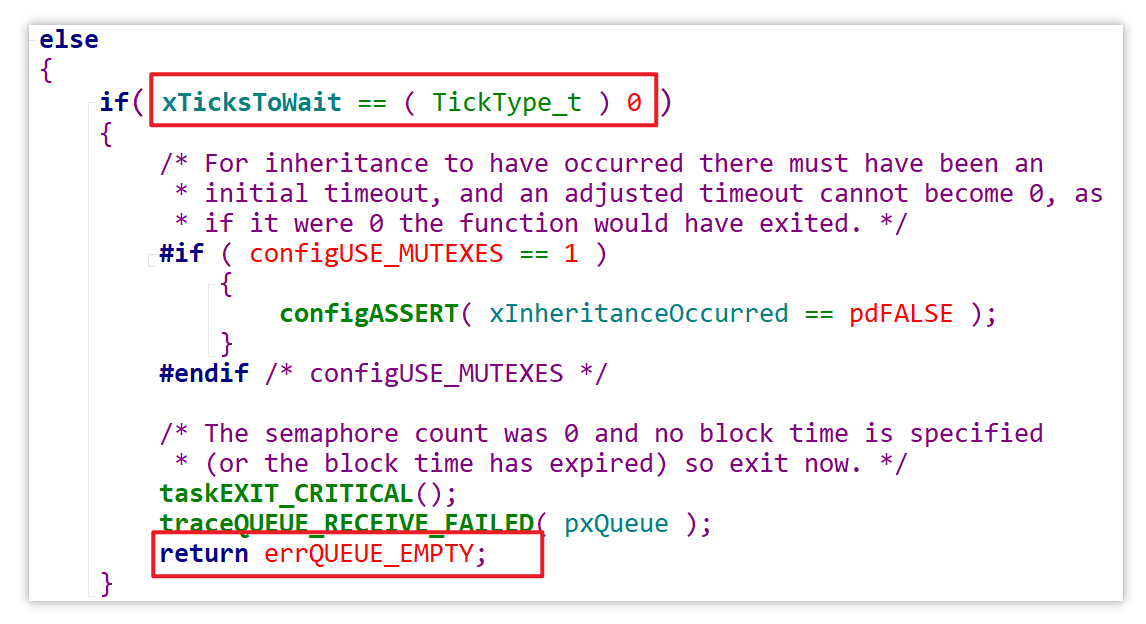 else
{
if( xTicksToWait == ( TickType_t ) 0 )
{
/* For inheritance to have occurred there must have been an
* initial timeout, and an adjusted timeout cannot become 0, as
* if it were 0 the function would have exited. */
#if ( configUSE_MUTEXES == 1 )
{
configASSERT( xInheritanceOccurred == pdFALSE );
}
#endif /* configUSE_MUTEXES */
/* The semaphore count was 0 and no block time is specified
* (or the block time has expired) so exit now. */
taskEXIT_CRITICAL();
traceQUEUE_RECEIVE_FAILED( pxQueue );
return errQUEUE_EMPTY;
}